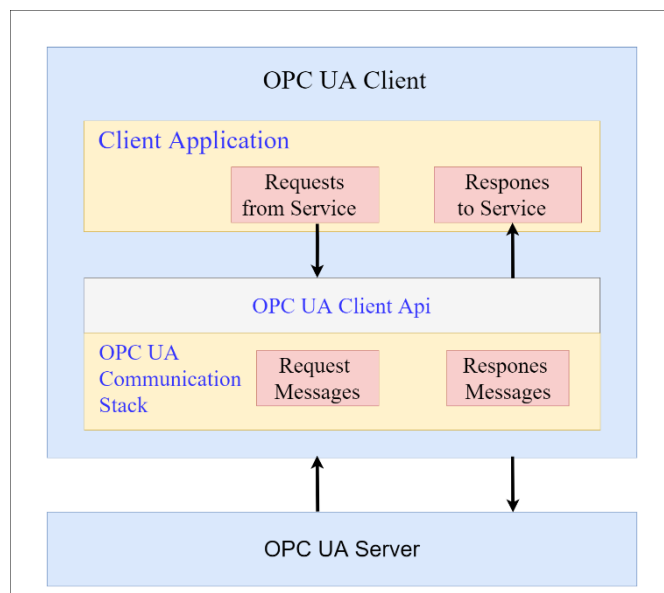 OPC UA Client
Client Application
Requests
from Service
Respones
to Service
OPC UA Client Api
OPC UA
Communication
Stack
Request
Messages
Respones
Messages
OPC UA Server